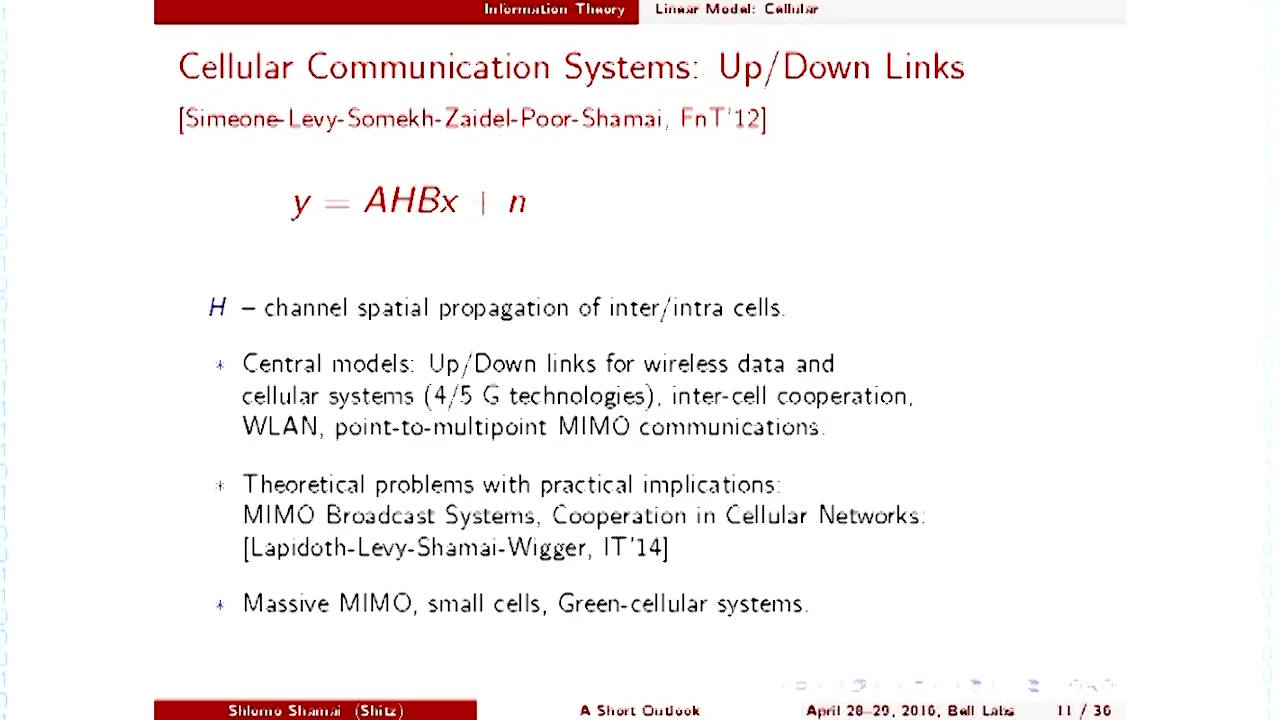 Information Theory Linear Model: Cellular
Cellular Communication Systems: Up/Down Links
[Simeone-Levy-Somekh-Zaidel-Poor-Shamai, FnT'12]
y = AHBx + n
H – channel spatial propagation of inter/intra cells.
* Central models: Up/Down links for wireless data and
cellular systems (4/5 G technologies), inter-cell cooperation,
WLAN, point-to-multipoint MIMO communications.
* Theoretical problems with practical implications:
MIMO Broadcast Systems, Cooperation in Cellular Networks:
[Lapidoth-Levy-Shamai-Wigger, IT'14]
* Massive MIMO, small cells, Green-cellular systems.
Shlomo Shamai (Shitz) A Short Outlook April 28–29, 2016, Bell Labs 11 / 36